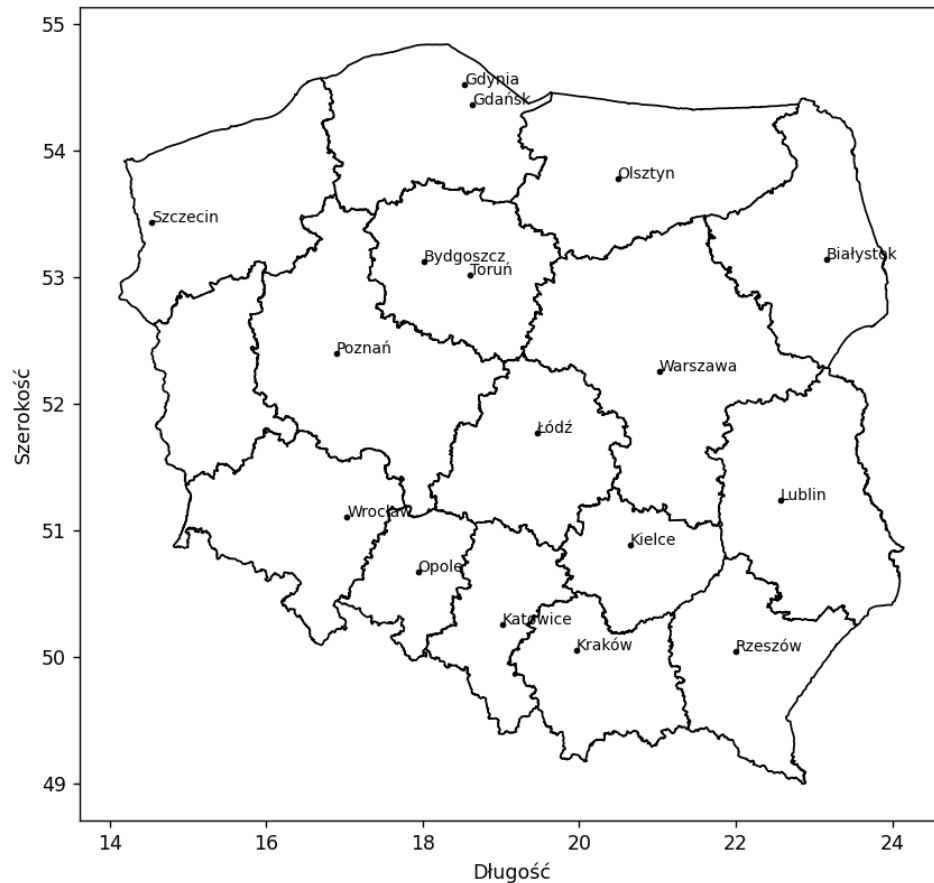 55
54
53
52
51
50
49
Szerokość
Gdynia
Gdańsk
Olsztyn
Szczecin
Bydgoszcz
Toruń
Białystok
Poznań
Warszawa
Łódź
Lublin
Wrocław
Kielce
Opole
Katowice
Kraków
Rzeszów
14 16 18 20 22 24
Długość